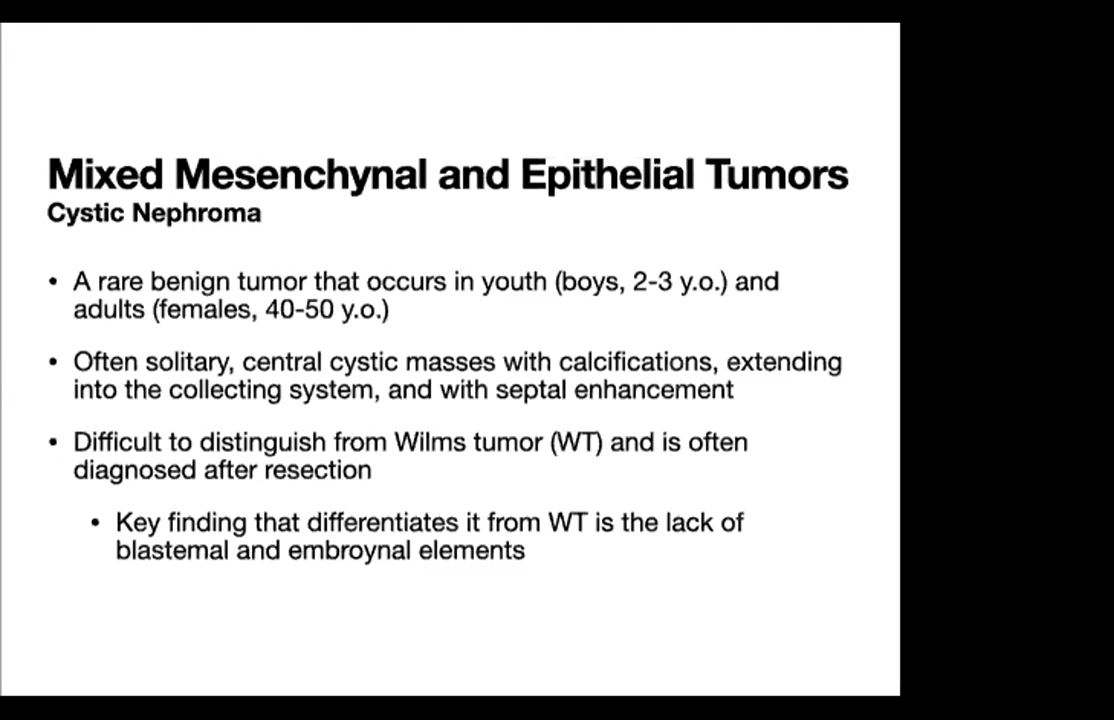 Mixed Mesenchynal and Epithelial Tumors
Cystic Nephroma
• A rare benign tumor that occurs in youth (boys, 2-3 y.o.) and
adults (females, 40-50 y.o.)
• Often solitary, central cystic masses with calcifications, extending
into the collecting system, and with septal enhancement
• Difficult to distinguish from Wilms tumor (WT) and is often
diagnosed after resection
• Key finding that differentiates it from WT is the lack of
blastemal and embroynal elements